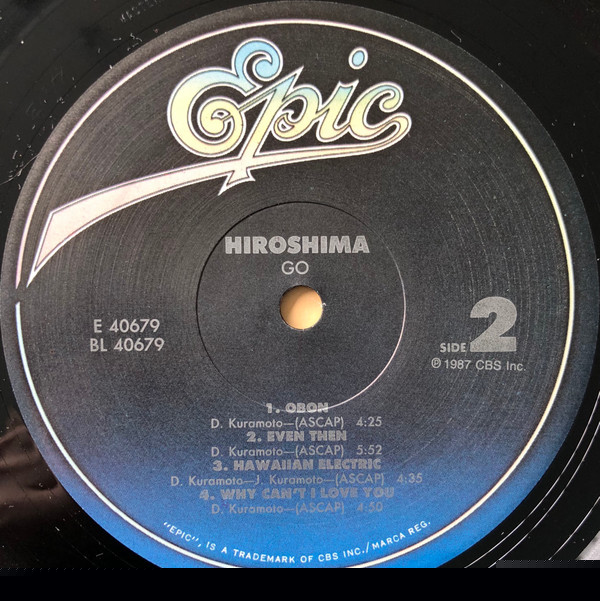 Epic
HIROSHIMA
GO
E 40679
BL 40679
SIDE 2
℗ 1987 CBS Inc.
1. OBON
D. Kuramoto—(ASCAP) 4:25
2. EVEN THEN
D. Kuramoto—(ASCAP) 5:52
3. HAWAIIAN ELECTRIC
D. Kuramoto—J. Kuramoto—(ASCAP) 4:35
4. WHY CAN'T I LOVE YOU
D. Kuramoto—(ASCAP) 4:50
"EPIC", IS A TRADEMARK OF CBS INC./MARCA REG.